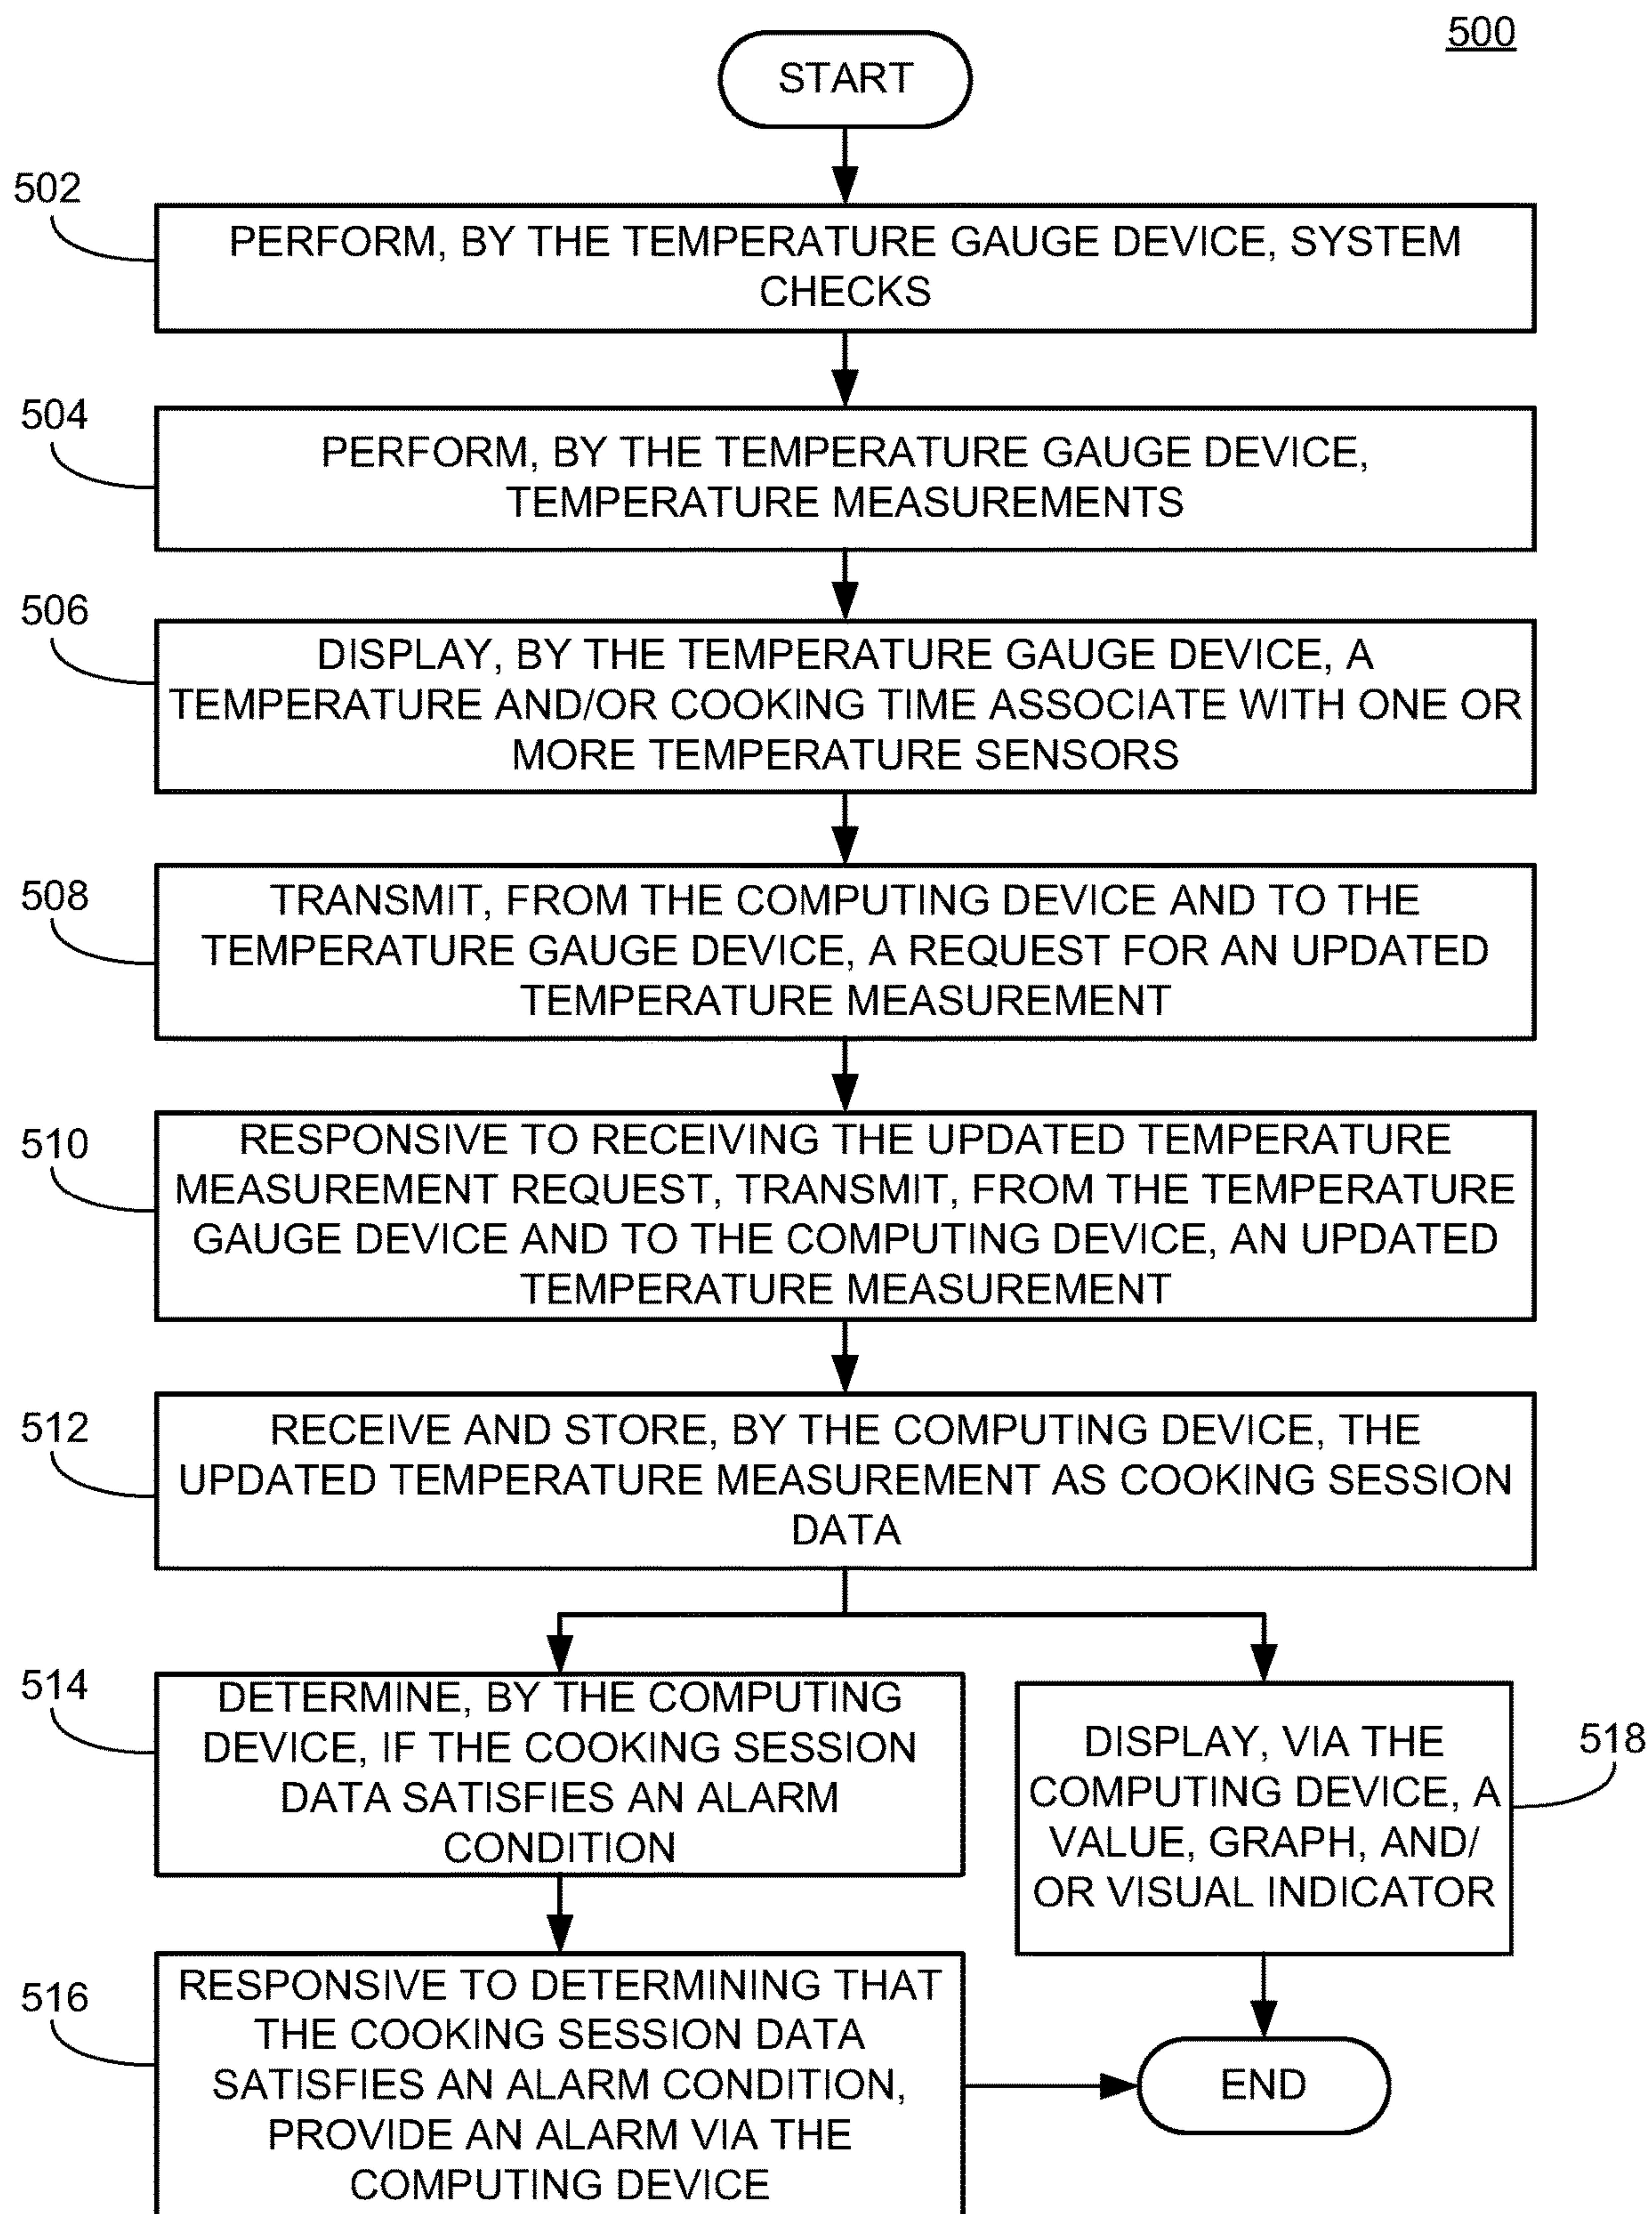 500
START
502
PERFORM, BY THE TEMPERATURE GAUGE DEVICE, SYSTEM
CHECKS
504
PERFORM, BY THE TEMPERATURE GAUGE DEVICE,
TEMPERATURE MEASUREMENTS
506
DISPLAY, BY THE TEMPERATURE GAUGE DEVICE, A
TEMPERATURE AND/OR COOKING TIME ASSOCIATE WITH ONE OR
MORE TEMPERATURE SENSORS
508
TRANSMIT, FROM THE COMPUTING DEVICE AND TO THE
TEMPERATURE GAUGE DEVICE, A REQUEST FOR AN UPDATED
TEMPERATURE MEASUREMENT
510
RESPONSIVE TO RECEIVING THE UPDATED TEMPERATURE
MEASUREMENT REQUEST, TRANSMIT, FROM THE TEMPERATURE
GAUGE DEVICE AND TO THE COMPUTING DEVICE, AN UPDATED
TEMPERATURE MEASUREMENT
512
RECEIVE AND STORE, BY THE COMPUTING DEVICE, THE
UPDATED TEMPERATURE MEASUREMENT AS COOKING SESSION
DATA
514
DETERMINE, BY THE COMPUTING
DEVICE, IF THE COOKING SESSION
DATA SATISFIES AN ALARM
CONDITION
518
DISPLAY, VIA THE
COMPUTING DEVICE, A
VALUE, GRAPH, AND/
OR VISUAL INDICATOR
516
RESPONSIVE TO DETERMINING THAT
THE COOKING SESSION DATA
SATISFIES AN ALARM CONDITION,
PROVIDE AN ALARM VIA THE
COMPUTING DEVICE
END